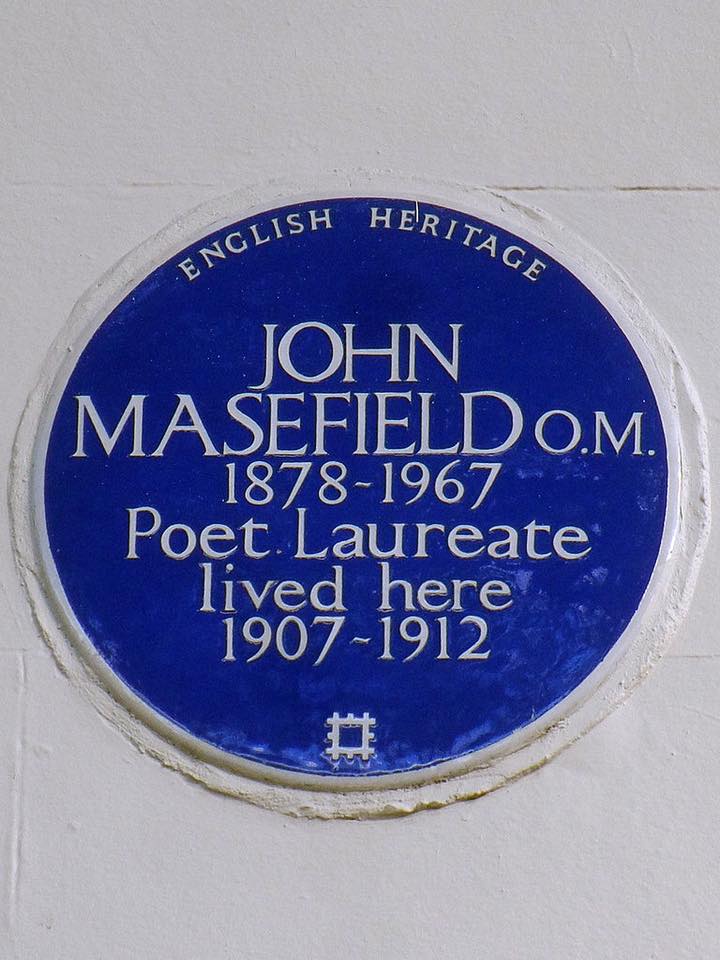 ENGLISH HERITAGE
JOHN
MASEFIELD O.M.
1878-1967
Poet Laureate
lived here
1907-1912